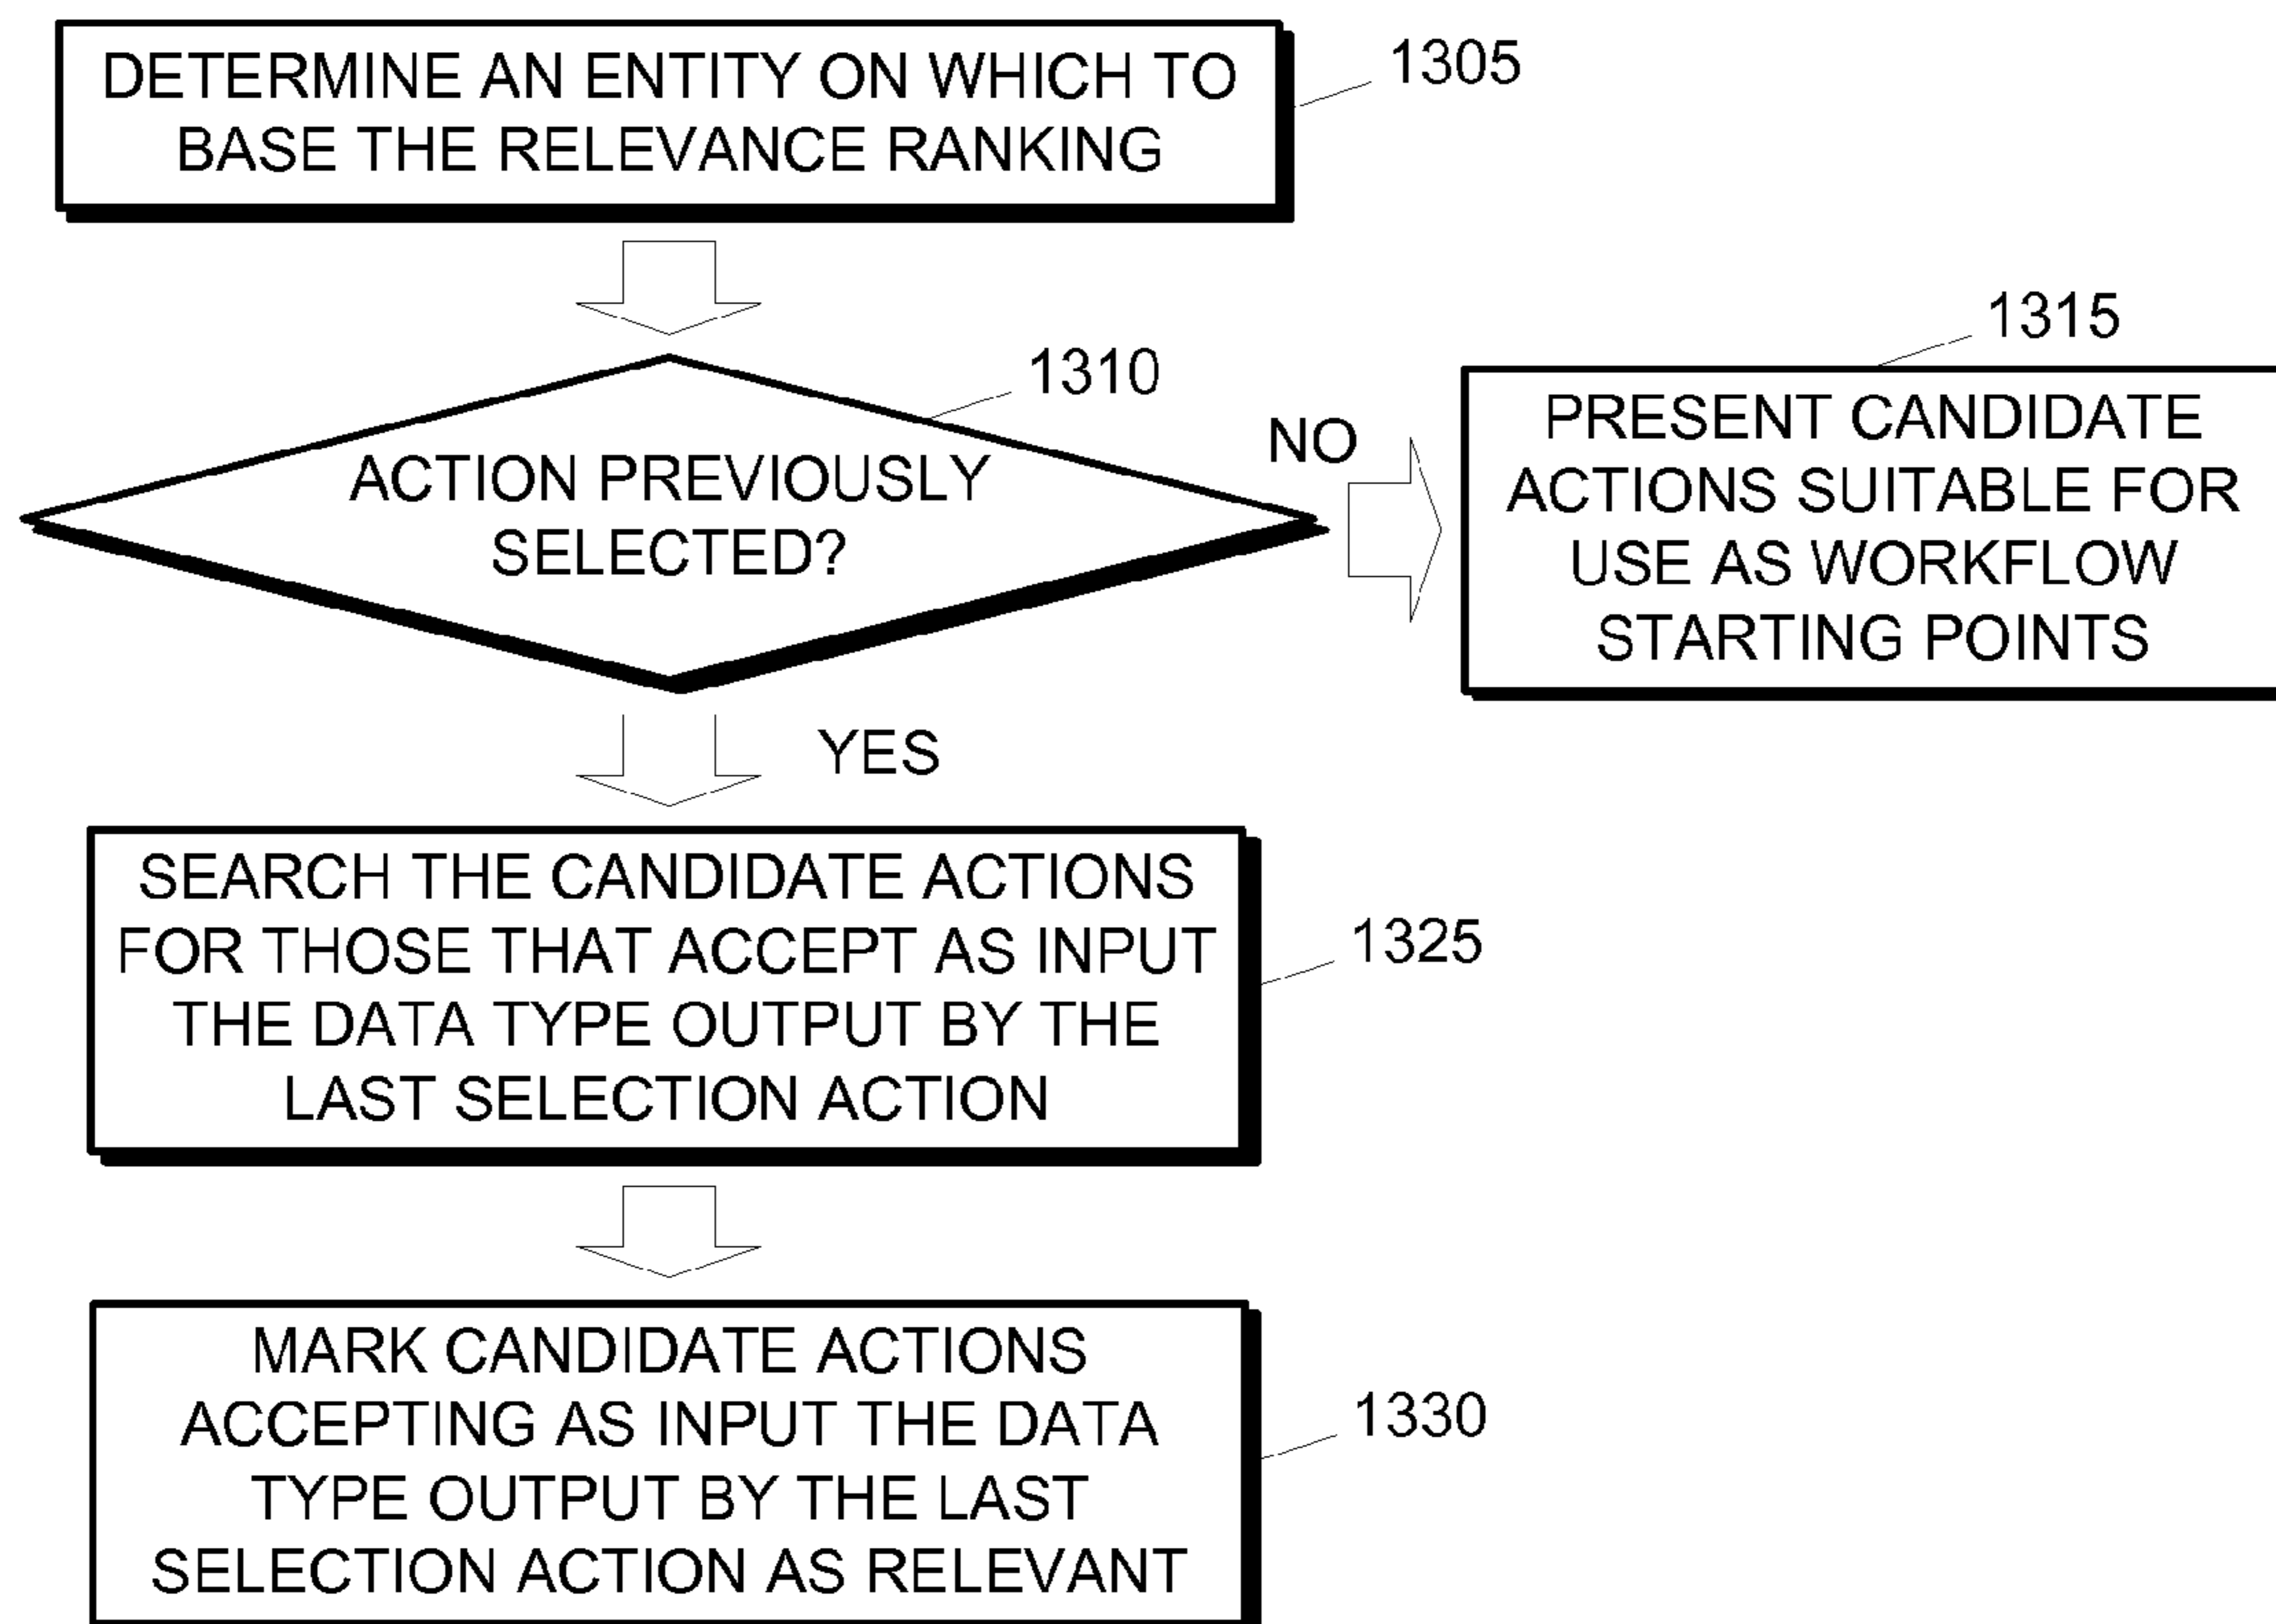 DETERMINE AN ENTITY ON WHICH TO
BASE THE RELEVANCE RANKING
1305
1310
ACTION PREVIOUSLY
SELECTED?
NO
1315
PRESENT CANDIDATE
ACTIONS SUITABLE FOR
USE AS WORKFLOW
STARTING POINTS
YES
SEARCH THE CANDIDATE ACTIONS
FOR THOSE THAT ACCEPT AS INPUT
THE DATA TYPE OUTPUT BY THE
LAST SELECTION ACTION
1325
MARK CANDIDATE ACTIONS
ACCEPTING AS INPUT THE DATA
TYPE OUTPUT BY THE LAST
SELECTION ACTION AS RELEVANT
1330